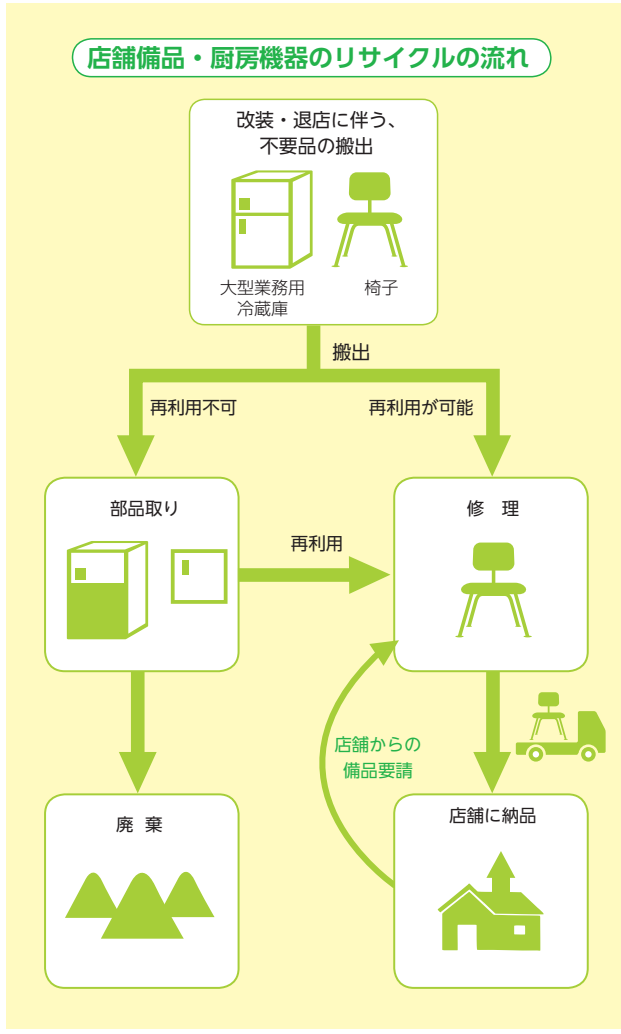 店舗備品・厨房機器のリサイクルの流れ
改装・退店に伴う、
不要品の搬出
大型業務用
冷蔵庫
椅子
搬出
再利用不可
再利用が可能
部品取り
再利用
修　理
店舗からの
備品要請
廃 棄
店舗に納品